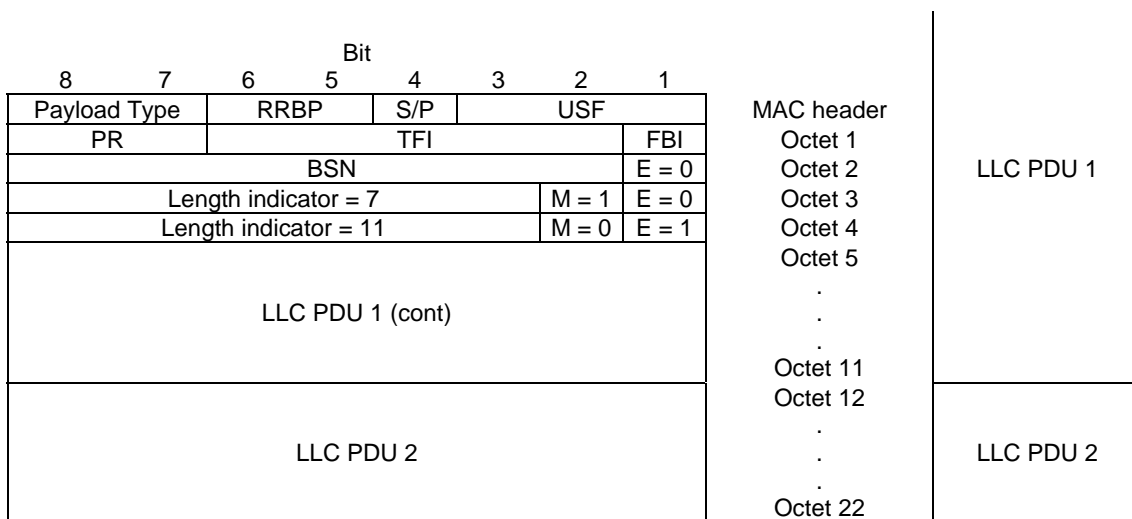 Bit
8 7 6 5 4 3 2 1
Payload Type RRBP S/P USF MAC header
PR TFI FBI Octet 1
BSN E = 0 Octet 2 LLC PDU 1
Length indicator = 7 M = 1 E = 0 Octet 3
Length indicator = 11 M = 0 E = 1 Octet 4
Octet 5
.
LLC PDU 1 (cont) .
.
Octet 11
Octet 12
.
LLC PDU 2 . LLC PDU 2
.
Octet 22